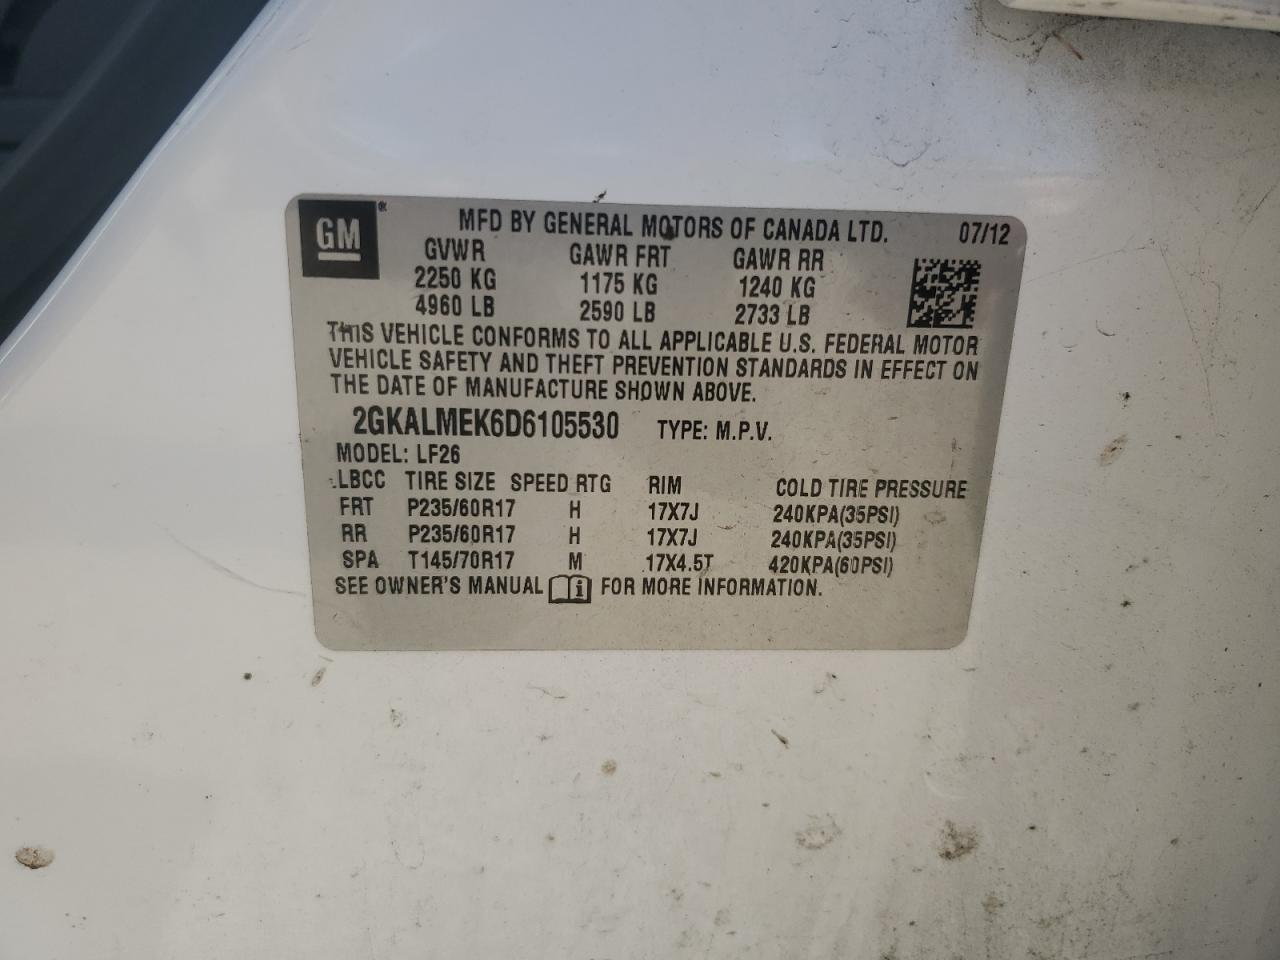 GM ® MFD BY GENERAL MOTORS OF CANADA LTD. 07/12
GVWR GAWR FRT GAWR RR
2250 KG 1175 KG 1240 KG
4960 LB 2590 LB 2733 LB
THIS VEHICLE CONFORMS TO ALL APPLICABLE U.S. FEDERAL MOTOR
VEHICLE SAFETY AND THEFT PREVENTION STANDARDS IN EFFECT ON
THE DATE OF MANUFACTURE SHOWN ABOVE.
2GKALMEK6D6105530 TYPE: M.P.V.
MODEL: LF26
.LBCC TIRE SIZE SPEED RTG RIM COLD TIRE PRESSURE
FRT P235/60R17 H 17X7J 240KPA(35PSI)
RR P235/60R17 H 17X7J 240KPA(35PSI)
SPA T145/70R17 M 17X4.5T 420KPA(60PSI)
SEE OWNER'S MANUAL i FOR MORE INFORMATION.